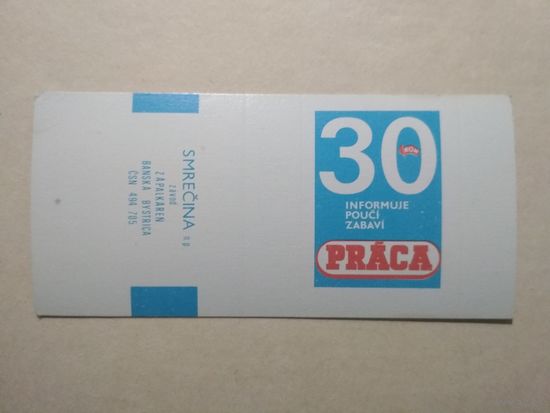 SMREČINA n p
závod
ZÁPALKÁREŇ
BANSKÁ BYSTRICA
ČSN 494 705
30
INFORMUJE
POUČÍ
ZABAVÍ
PRÁCA